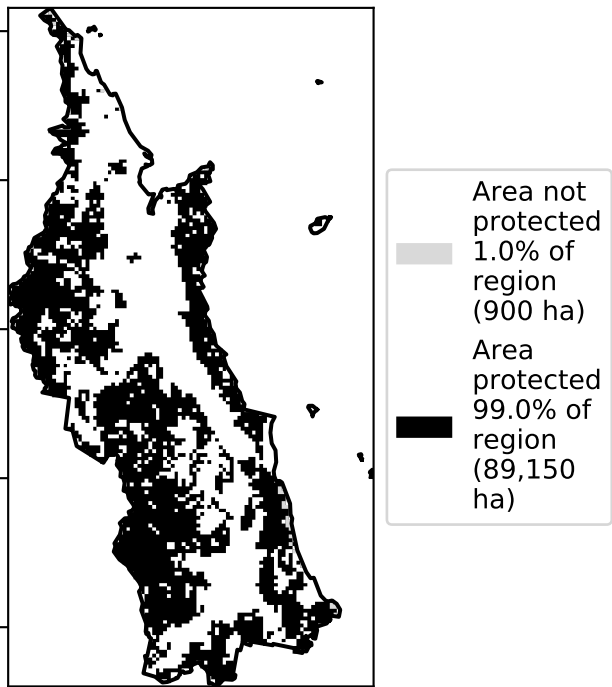 Area not
protected
1.0% of
region
(900 ha)
Area
protected
99.0% of
region
(89,150
ha)